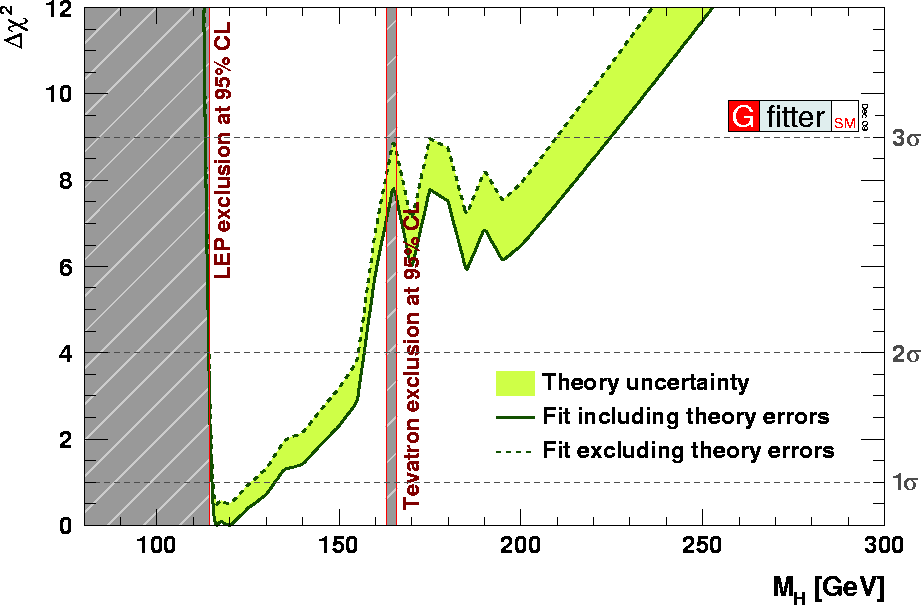 Δχ²
12
10
8
6
4
2
0
LEP exclusion at 95% CL
Tevatron exclusion at 95% CL
G fitter SM
Dec 09
3σ
2σ
1σ
Theory uncertainty
Fit including theory errors
Fit excluding theory errors
100 150 200 250 300
M_H [GeV]